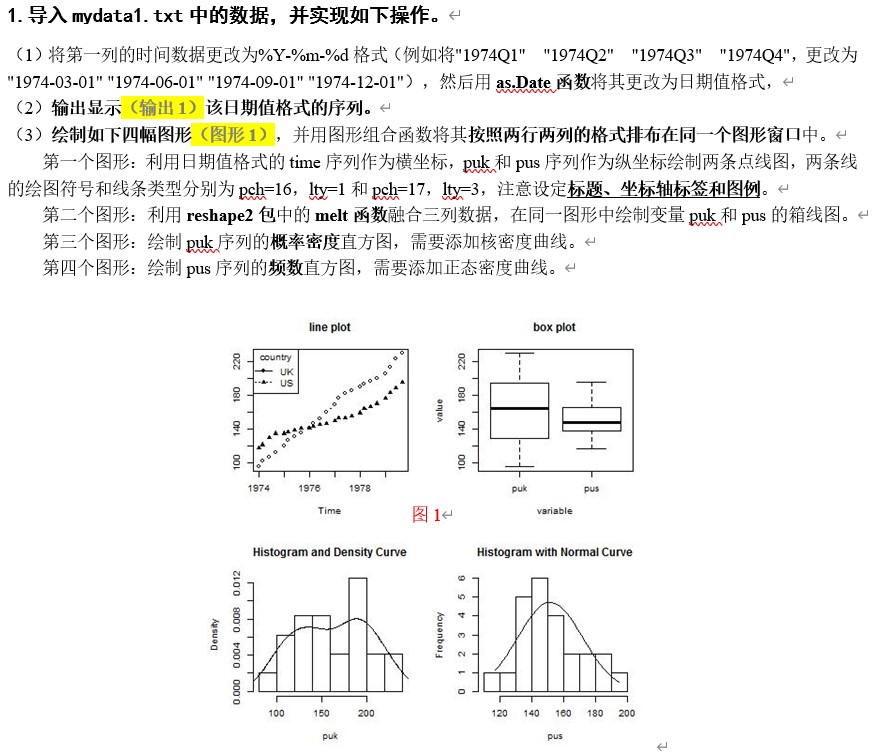 1.导入 mydata1.txt 中的数据，并实现如下操作。
（1）将第一列的时间数据更改为%Y-%m-%d 格式（例如将"1974Q1" "1974Q2" "1974Q3" "1974Q4"，更改为
"1974-03-01" "1974-06-01" "1974-09-01" "1974-12-01"），然后用 as.Date 函数将其更改为日期值格式，
（2）输出显示（输出 1）该日期值格式的序列。
（3）绘制如下四幅图形（图形 1），并用图形组合函数将其按照两行两列的格式排布在同一个图形窗口中。
第一个图形：利用日期值格式的 time 序列作为横坐标，puk 和 pus 序列作为纵坐标绘制两条点线图，两条线
的绘图符号和线条类型分别为 pch=16，lty=1 和 pch=17，lty=3，注意设定标题、坐标轴标签和图例。
第二个图形：利用 reshape2 包中的 melt 函数融合三列数据，在同一图形中绘制变量 puk 和 pus 的箱线图。
第三个图形：绘制 puk 序列的概率密度直方图，需要添加核密度曲线。
第四个图形：绘制 pus 序列的频数直方图，需要添加正态密度曲线。
line plot
country
UK
US
100 140 180 220
1974 1976 1978
Time
box plot
value
100 140 180 220
puk pus
variable
图 1
Histogram and Density Curve
Density
0.000 0.004 0.008 0.012
100 150 200
puk
Histogram with Normal Curve
Frequency
0 1 2 3 4 5 6
120 140 160 180 200
pus